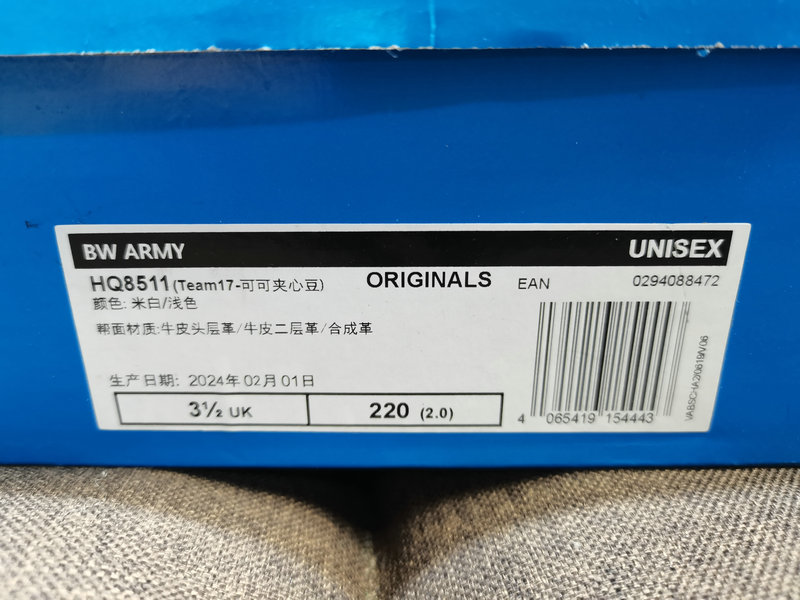 BW ARMY UNISEX
HQ8511(Team17-可可夹心豆) ORIGINALS EAN 0294088472
颜色: 米白/浅色
帮面材质:牛皮头层革/牛皮二层革/合成革
生产日期: 2024年02月01日
3½ UK 220 (2.0)
4 065419 154443